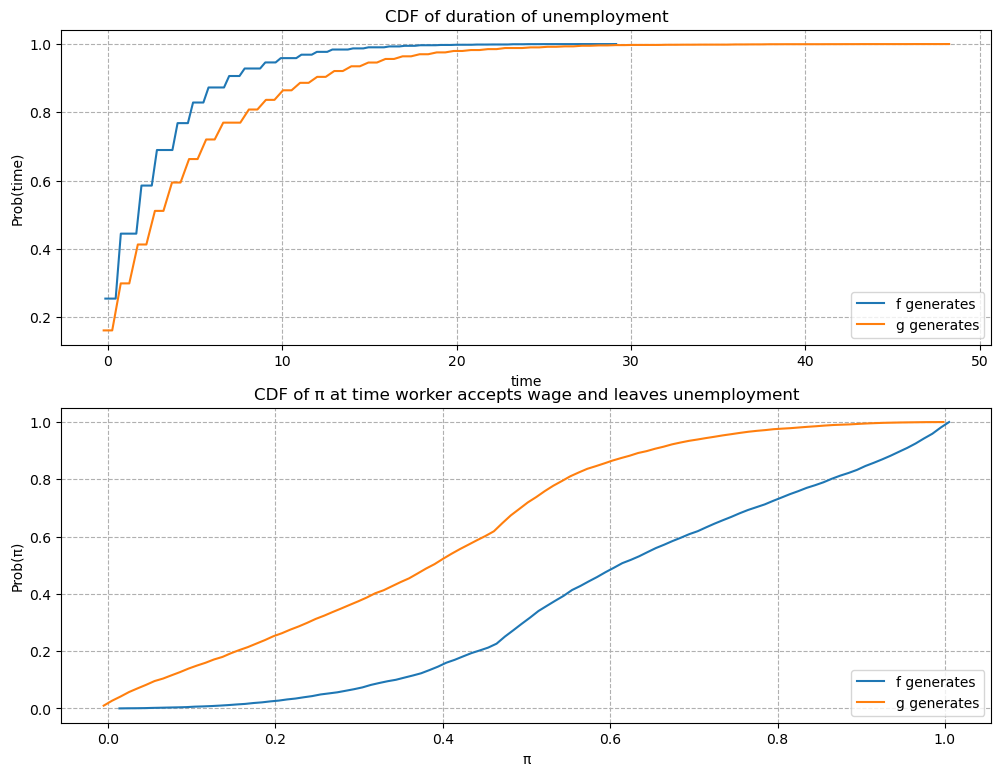 CDF of duration of unemployment
1.0
0.8
0.6
0.4
0.2
Prob(time)
f generates
g generates
0
10
20
30
40
50
time
CDF of π at time worker accepts wage and leaves unemployment
1.0
0.8
0.6
0.4
0.2
0.0
Prob(π)
f generates
g generates
0.0
0.2
0.4
0.6
0.8
1.0
π